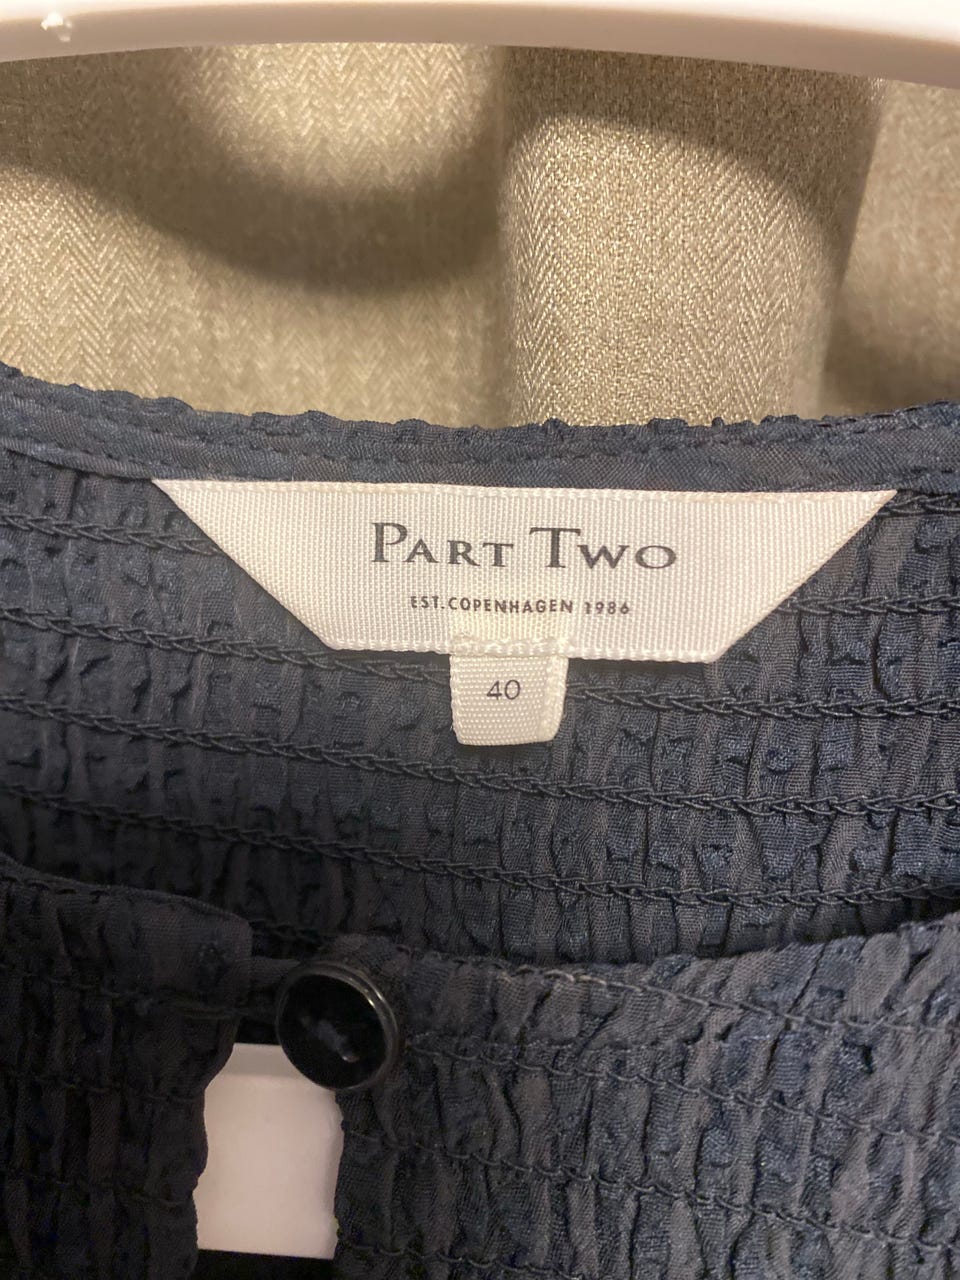 PART TWO
EST. COPENHAGEN 1986
40